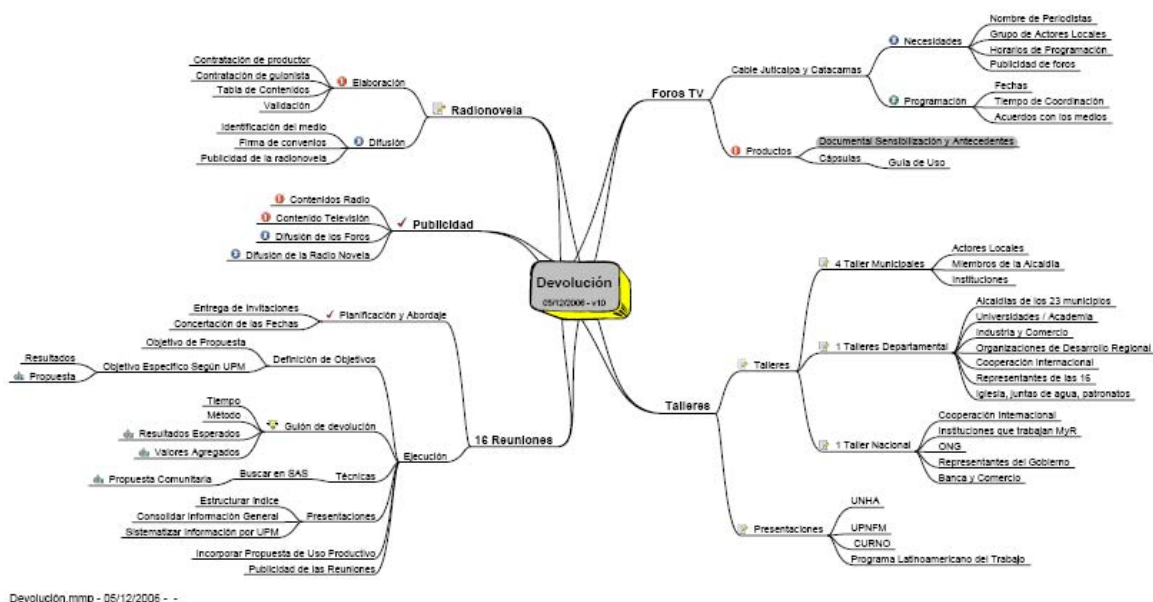 Devolución
05/12/2006 - v10
Foros TV
Cable Juticalpa y Catacamas
Necesidades
Nombre de Periodistas
Grupo de Actores Locales
Horarios de Programación
Publicidad de foros
Programación
Fechas
Tiempo de Coordinación
Acuerdos con los medios
Productos
Documental Sensibilización y Antecedentes
Cápsulas
Guía de Uso
Talleres
Talleres
4 Taller Municipales
Actores Locales
Miembros de la Alcaldía
Instituciones
1 Talleres Departamental
Alcaldías de los 23 municipios
Universidades / Academia
Industria y Comercio
Organizaciones de Desarrollo Regional
Cooperación Internacional
Representantes de las 16
Iglesia, juntas de agua, patronatos
1 Taller Nacional
Cooperación Internacional
Instituciones que trabajan MyR
ONG
Representantes del Gobierno
Banca y Comercio
Presentaciones
UNHA
UPNFM
CURNO
Programa Latinoamericano del Trabajo
Radionovela
Elaboración
Contratación de productor
Contratación de guionista
Tabla de Contenidos
Validación
Difusión
Identificación del medio
Firma de convenios
Publicidad de la radionovela
Publicidad
Contenidos Radio
Contenido Televisión
Difusión de los Foros
Difusión de la Radio Novela
16 Reuniones
Planificación y Abordaje
Entrega de Invitaciones
Concertación de las Fechas
Ejecución
Definición de Objetivos
Objetivo de Propuesta
Objetivo Especifico Según UPM
Resultados
Propuesta
Guión de devolución
Tiempo
Método
Resultados Esperados
Valores Agregados
Técnicas
Buscar en SAS
Propuesta Comunitaria
Presentaciones
Estructurar Indice
Consolidar Información General
Sistematizar Información por UPM
Incorporar Propuesta de Uso Productivo
Publicidad de las Reuniones
Devolución.mmp - 05/12/2006 - -